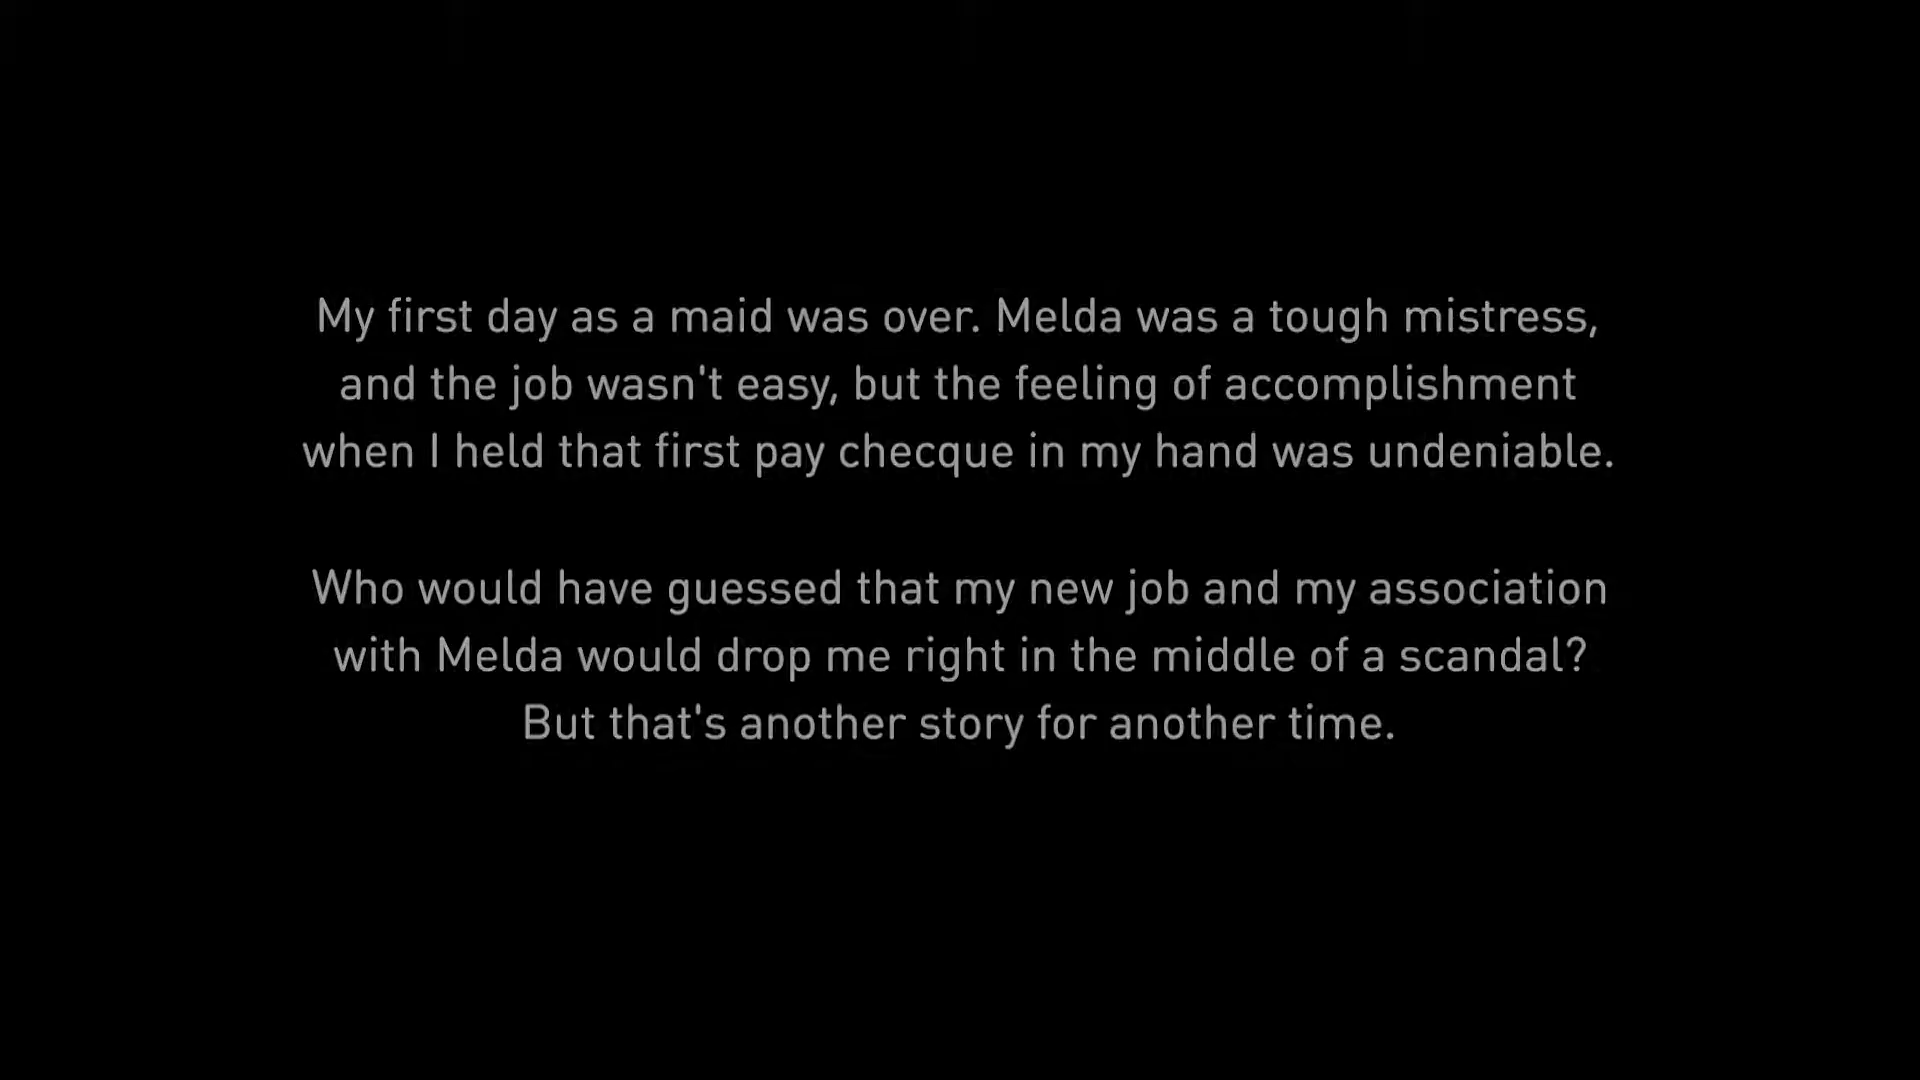 My first day as a maid was over. Melda was a tough mistress,
and the job wasn't easy, but the feeling of accomplishment
when I held that first pay checque in my hand was undeniable.
Who would have guessed that my new job and my association
with Melda would drop me right in the middle of a scandal?
But that's another story for another time.